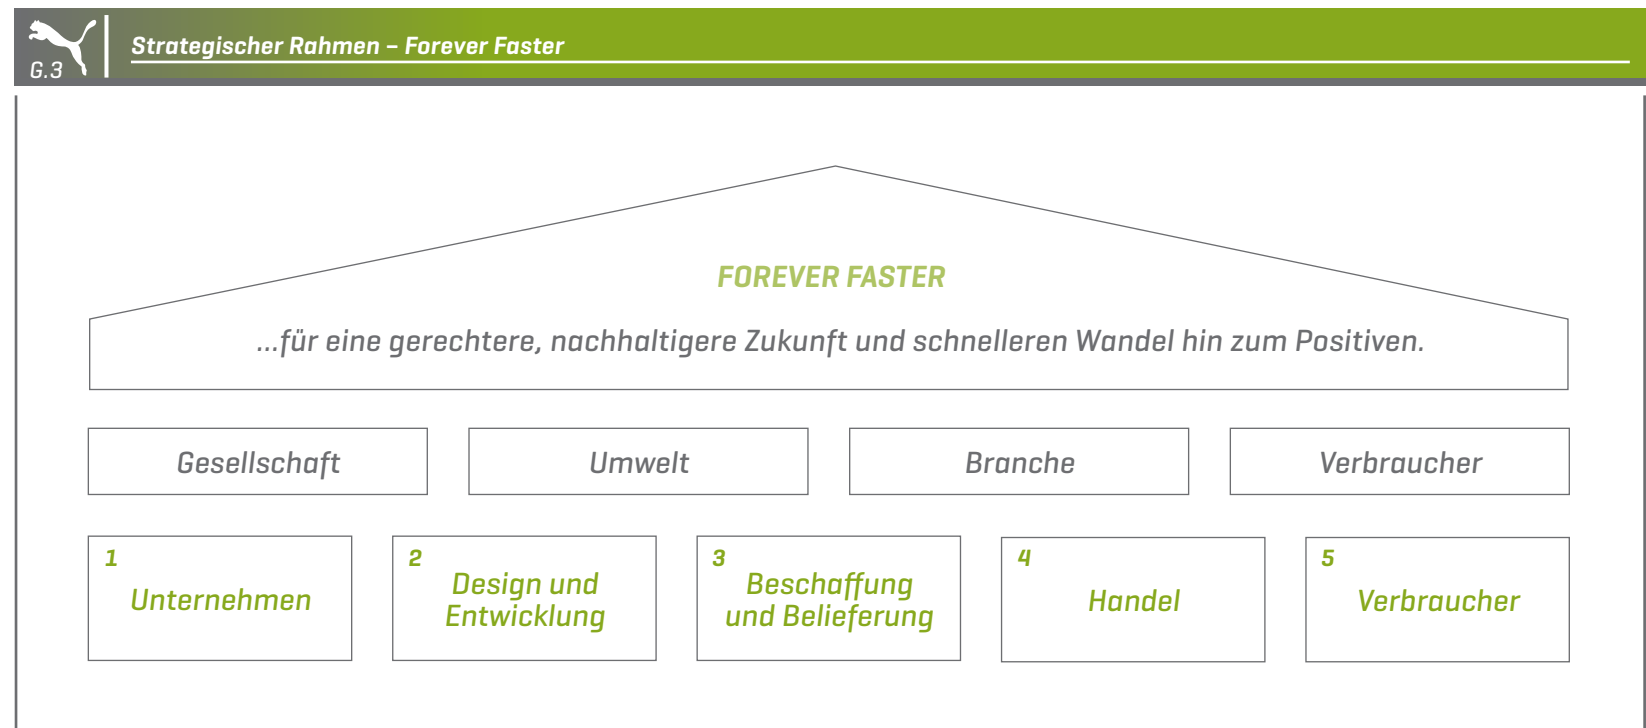 G.3
Strategischer Rahmen – Forever Faster
FOREVER FASTER
...für eine gerechtere, nachhaltigere Zukunft und schnelleren Wandel hin zum Positiven.
Gesellschaft
Umwelt
Branche
Verbraucher
1
Unternehmen
2
Design und
Entwicklung
3
Beschaffung
und Belieferung
4
Handel
5
Verbraucher